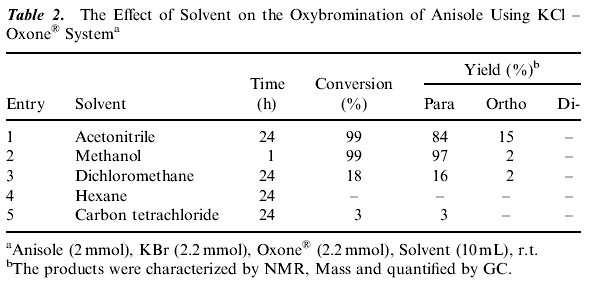 Table 2. The Effect of Solvent on the Oxybromination of Anisole Using KCl –
Oxone® Systemᵃ
Yield (%)ᵇ
Time Conversion
Entry Solvent (h) (%) Para Ortho Di-
1 Acetonitrile 24 99 84 15 –
2 Methanol 1 99 97 2 –
3 Dichloromethane 24 18 16 2 –
4 Hexane 24 – – – –
5 Carbon tetrachloride 24 3 3 – –
ᵃAnisole (2 mmol), KBr (2.2 mmol), Oxone® (2.2 mmol), Solvent (10 mL), r.t.
ᵇThe products were characterized by NMR, Mass and quantified by GC.